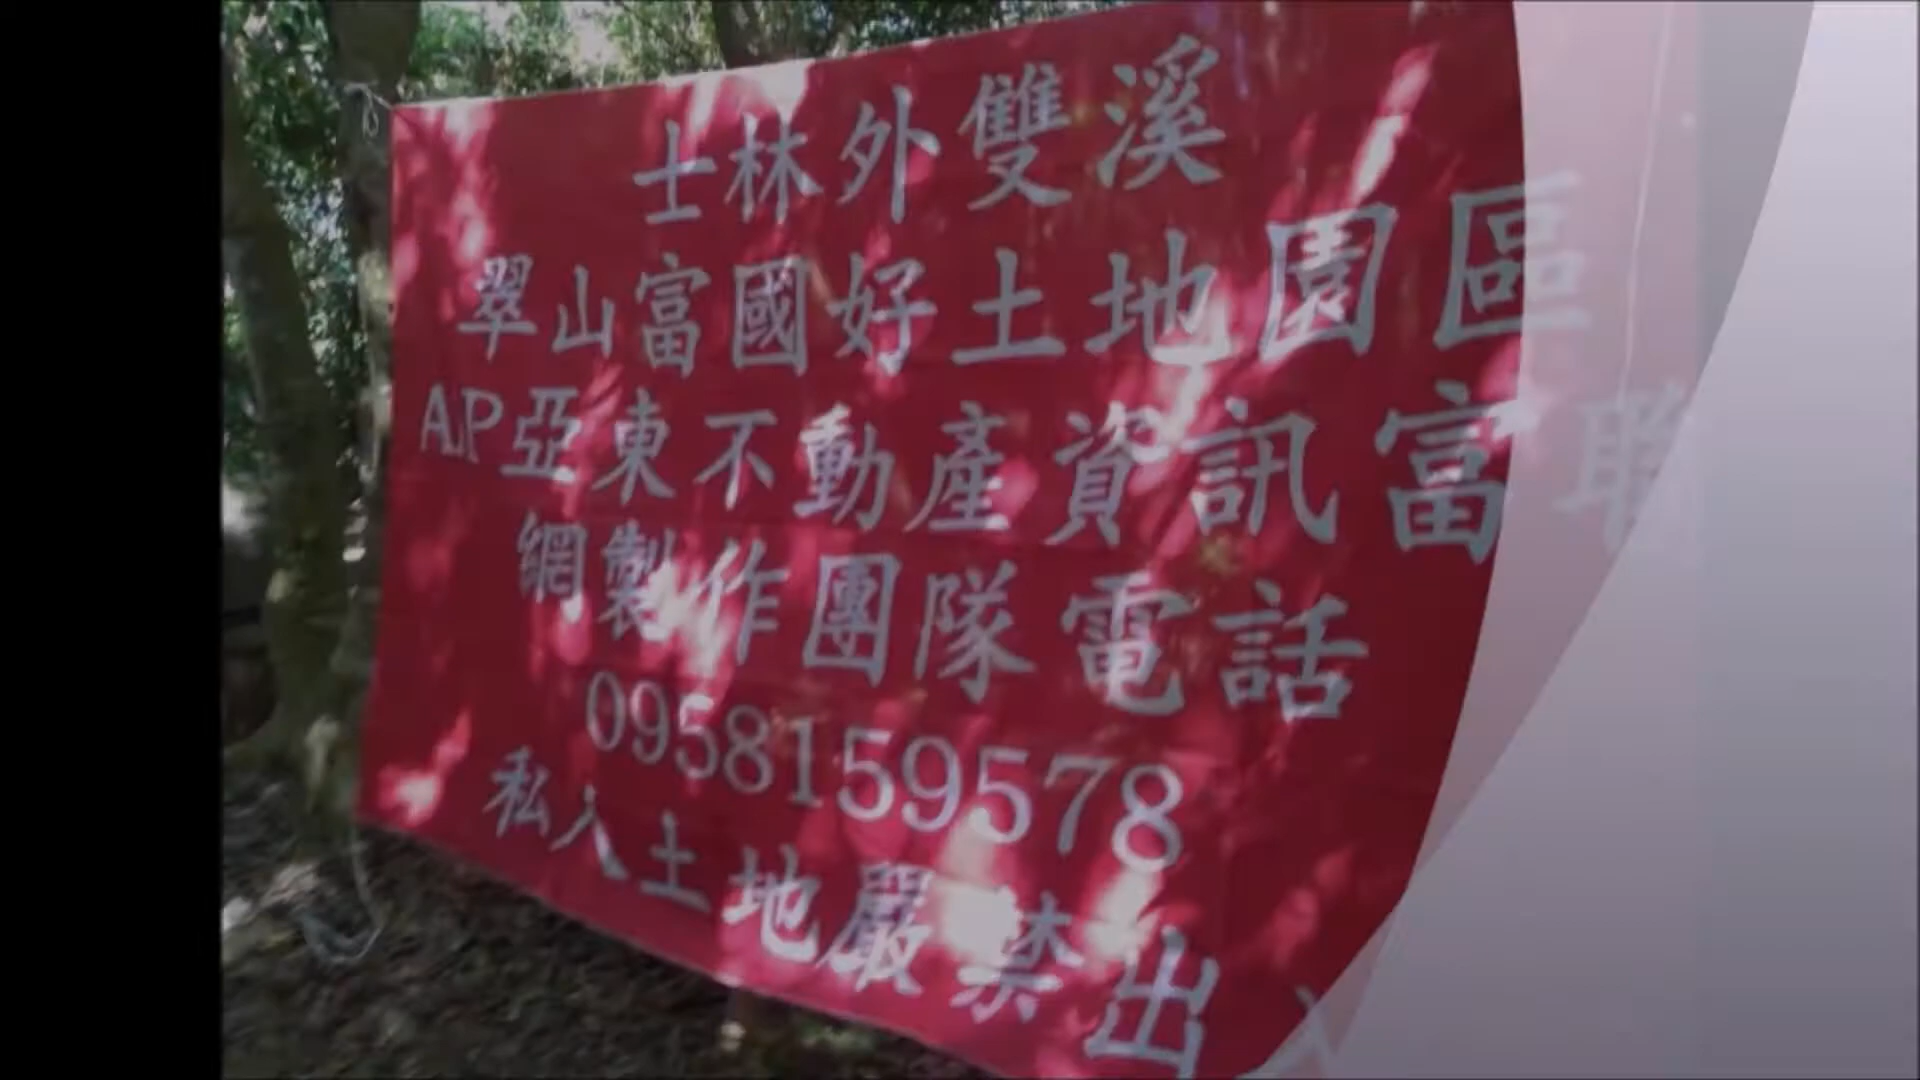 士林外雙溪
翠山富國好土地園區
A.P亞東不動產資訊富聯
網製作團隊電話
0958159578
私人土地嚴禁出入